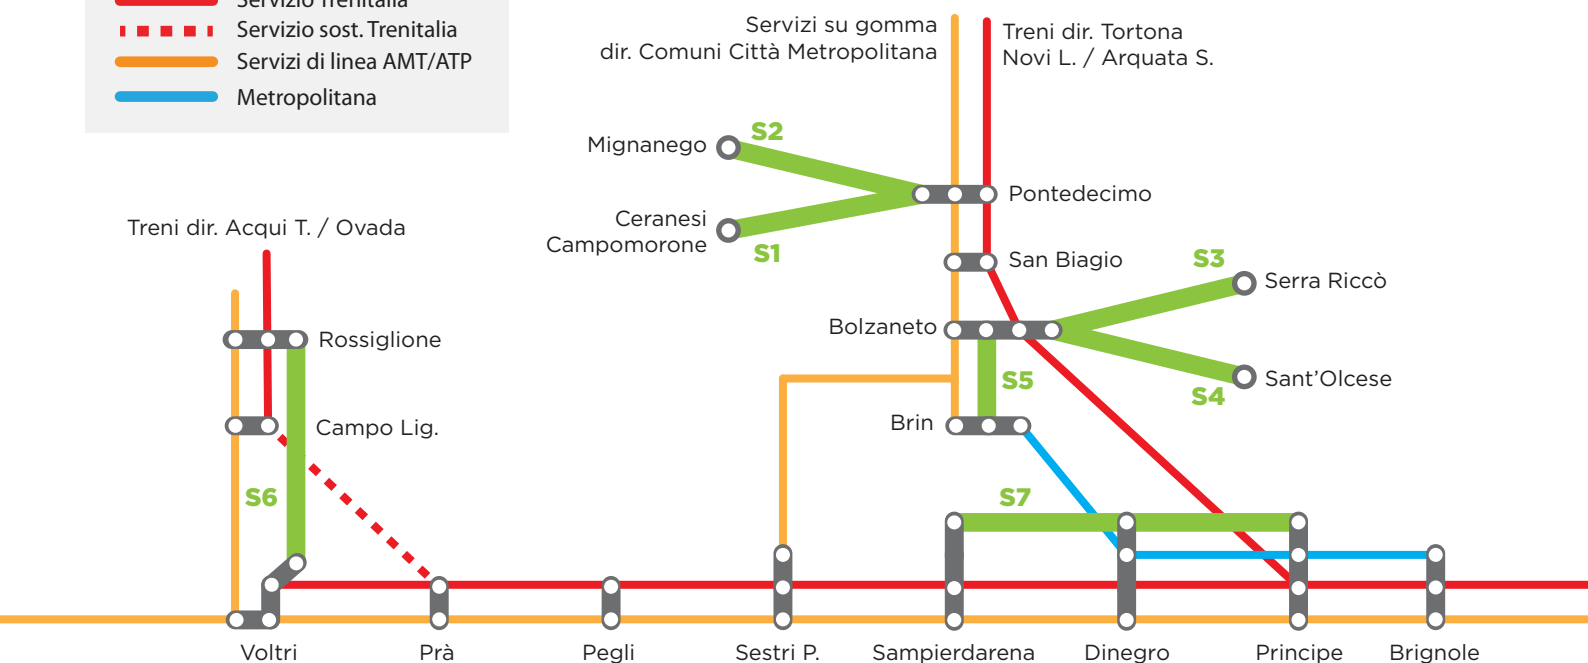 Servizio Trenitalia
Servizio sost. Trenitalia
Servizi di linea AMT/ATP
Metropolitana
Servizi su gomma
dir. Comuni Città Metropolitana
Treni dir. Tortona
Novi L. / Arquata S.
Mignanego
S2
Pontedecimo
Ceranesi
Campomorone
S1
Treni dir. Acqui T. / Ovada
San Biagio
S3
Serra Riccò
Bolzaneto
Rossiglione
S5
Sant'Olcese
S4
Brin
Campo Lig.
S6
S7
Voltri
Prà
Pegli
Sestri P.
Sampierdarena
Dinegro
Principe
Brignole